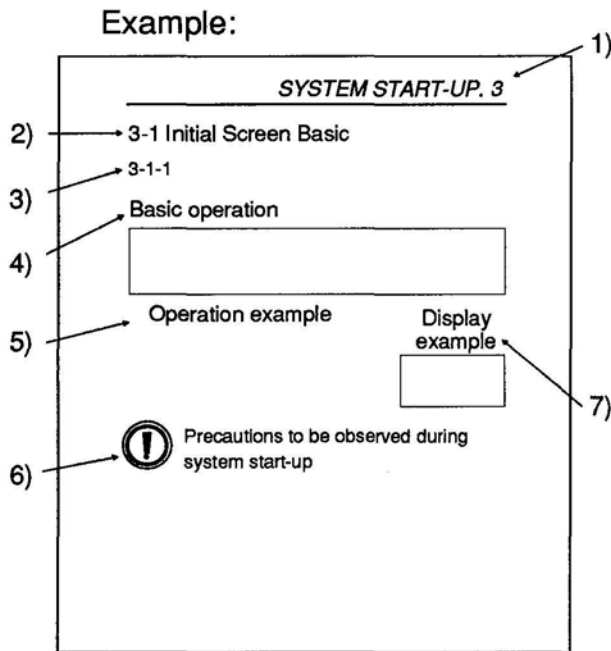 Example:
1)
SYSTEM START-UP. 3
2)
3-1 Initial Screen Basic
3)
3-1-1
4)
Basic operation
5)
Operation example
Display
example
7)
6)
!
Precautions to be observed during
system start-up